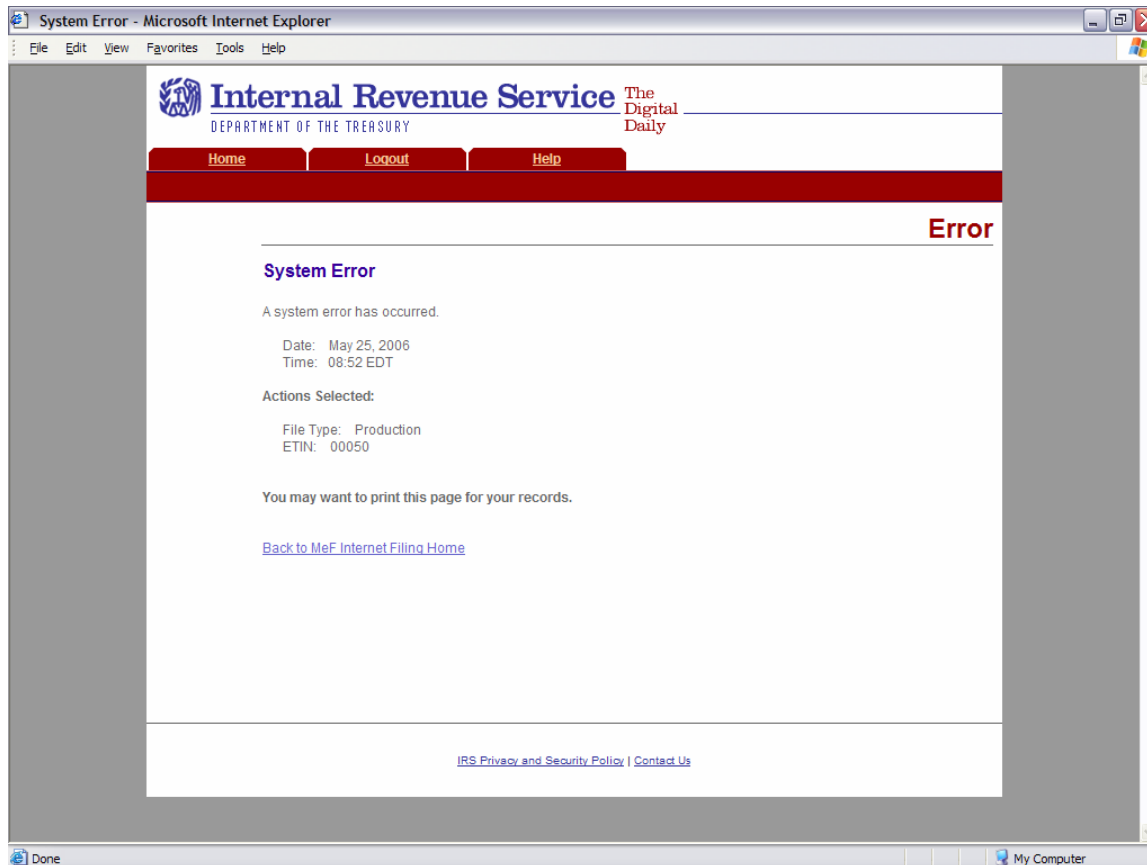 System Error - Microsoft Internet Explorer
File Edit View Favorites Tools Help
Internal Revenue Service
DEPARTMENT OF THE TREASURY
The
Digital
Daily
Home Logout Help
Error
System Error
A system error has occurred.
Date: May 25, 2006
Time: 08:52 EDT
Actions Selected:
File Type: Production
ETIN: 00050
You may want to print this page for your records.
Back to MeF Internet Filing Home
IRS Privacy and Security Policy | Contact Us
Done My Computer